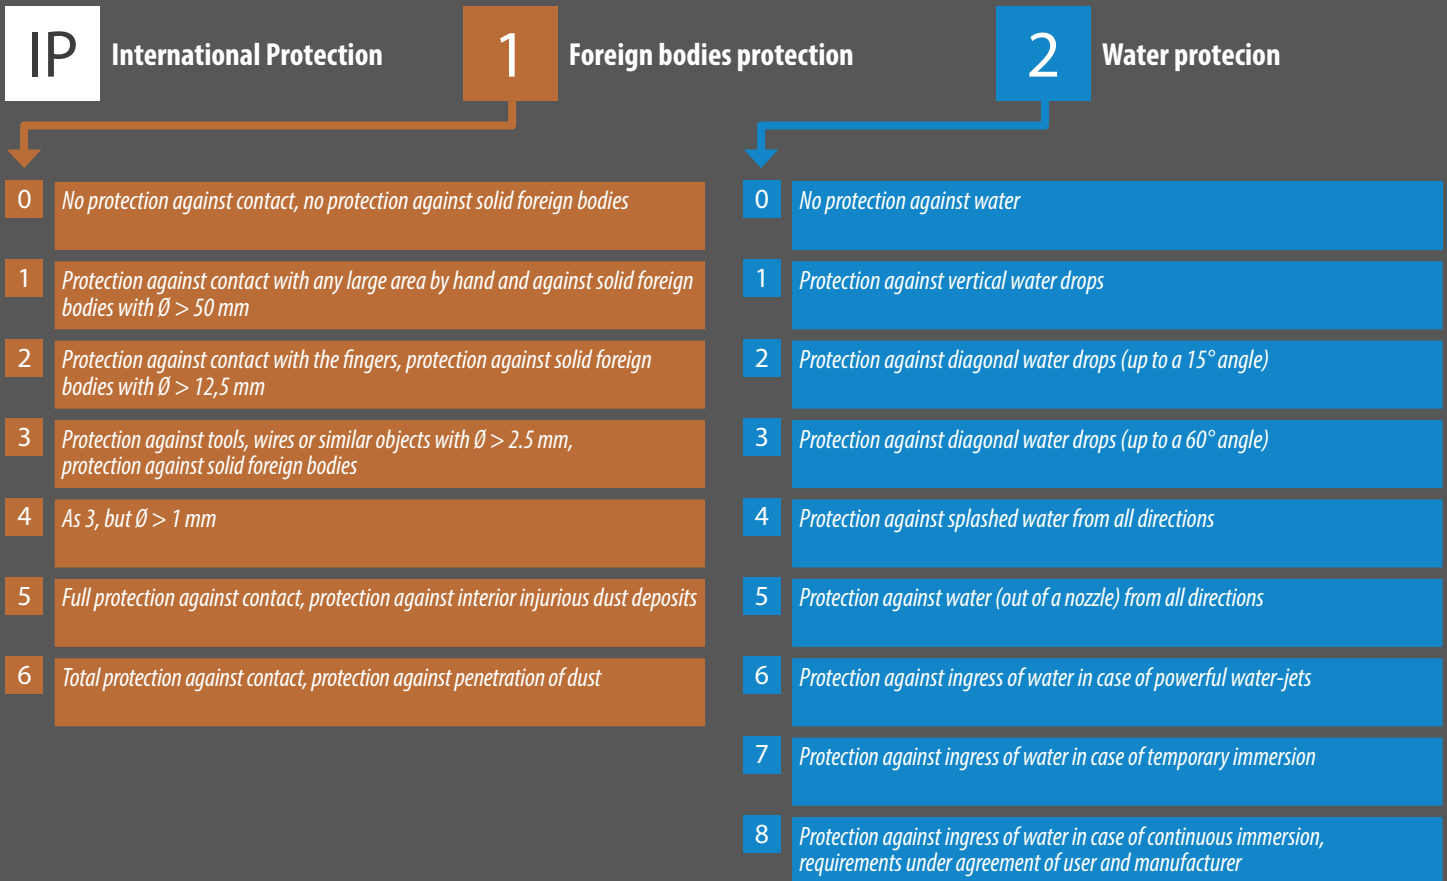 IP International Protection
1 Foreign bodies protection
2 Water protecion
0 No protection against contact, no protection against solid foreign bodies
1 Protection against contact with any large area by hand and against solid foreign
bodies with Ø > 50 mm
2 Protection against contact with the fingers, protection against solid foreign
bodies with Ø > 12,5 mm
3 Protection against tools, wires or similar objects with Ø > 2.5 mm,
protection against solid foreign bodies
4 As 3, but Ø > 1 mm
5 Full protection against contact, protection against interior injurious dust deposits
6 Total protection against contact, protection against penetration of dust
0 No protection against water
1 Protection against vertical water drops
2 Protection against diagonal water drops (up to a 15° angle)
3 Protection against diagonal water drops (up to a 60° angle)
4 Protection against splashed water from all directions
5 Protection against water (out of a nozzle) from all directions
6 Protection against ingress of water in case of powerful water-jets
7 Protection against ingress of water in case of temporary immersion
8 Protection against ingress of water in case of continuous immersion,
requirements under agreement of user and manufacturer